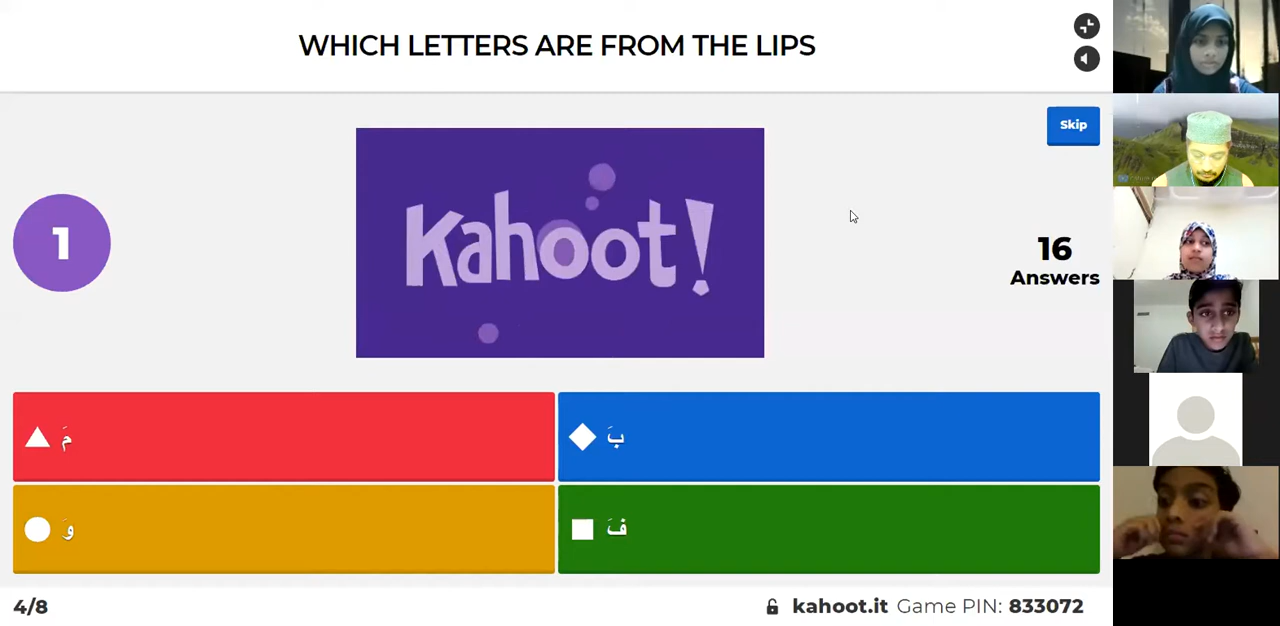 WHICH LETTERS ARE FROM THE LIPS
Skip
1
Kahoot!
16
Answers
مَ
بَ
وَ
فَ
4/8
kahoot.it Game PIN: 833072